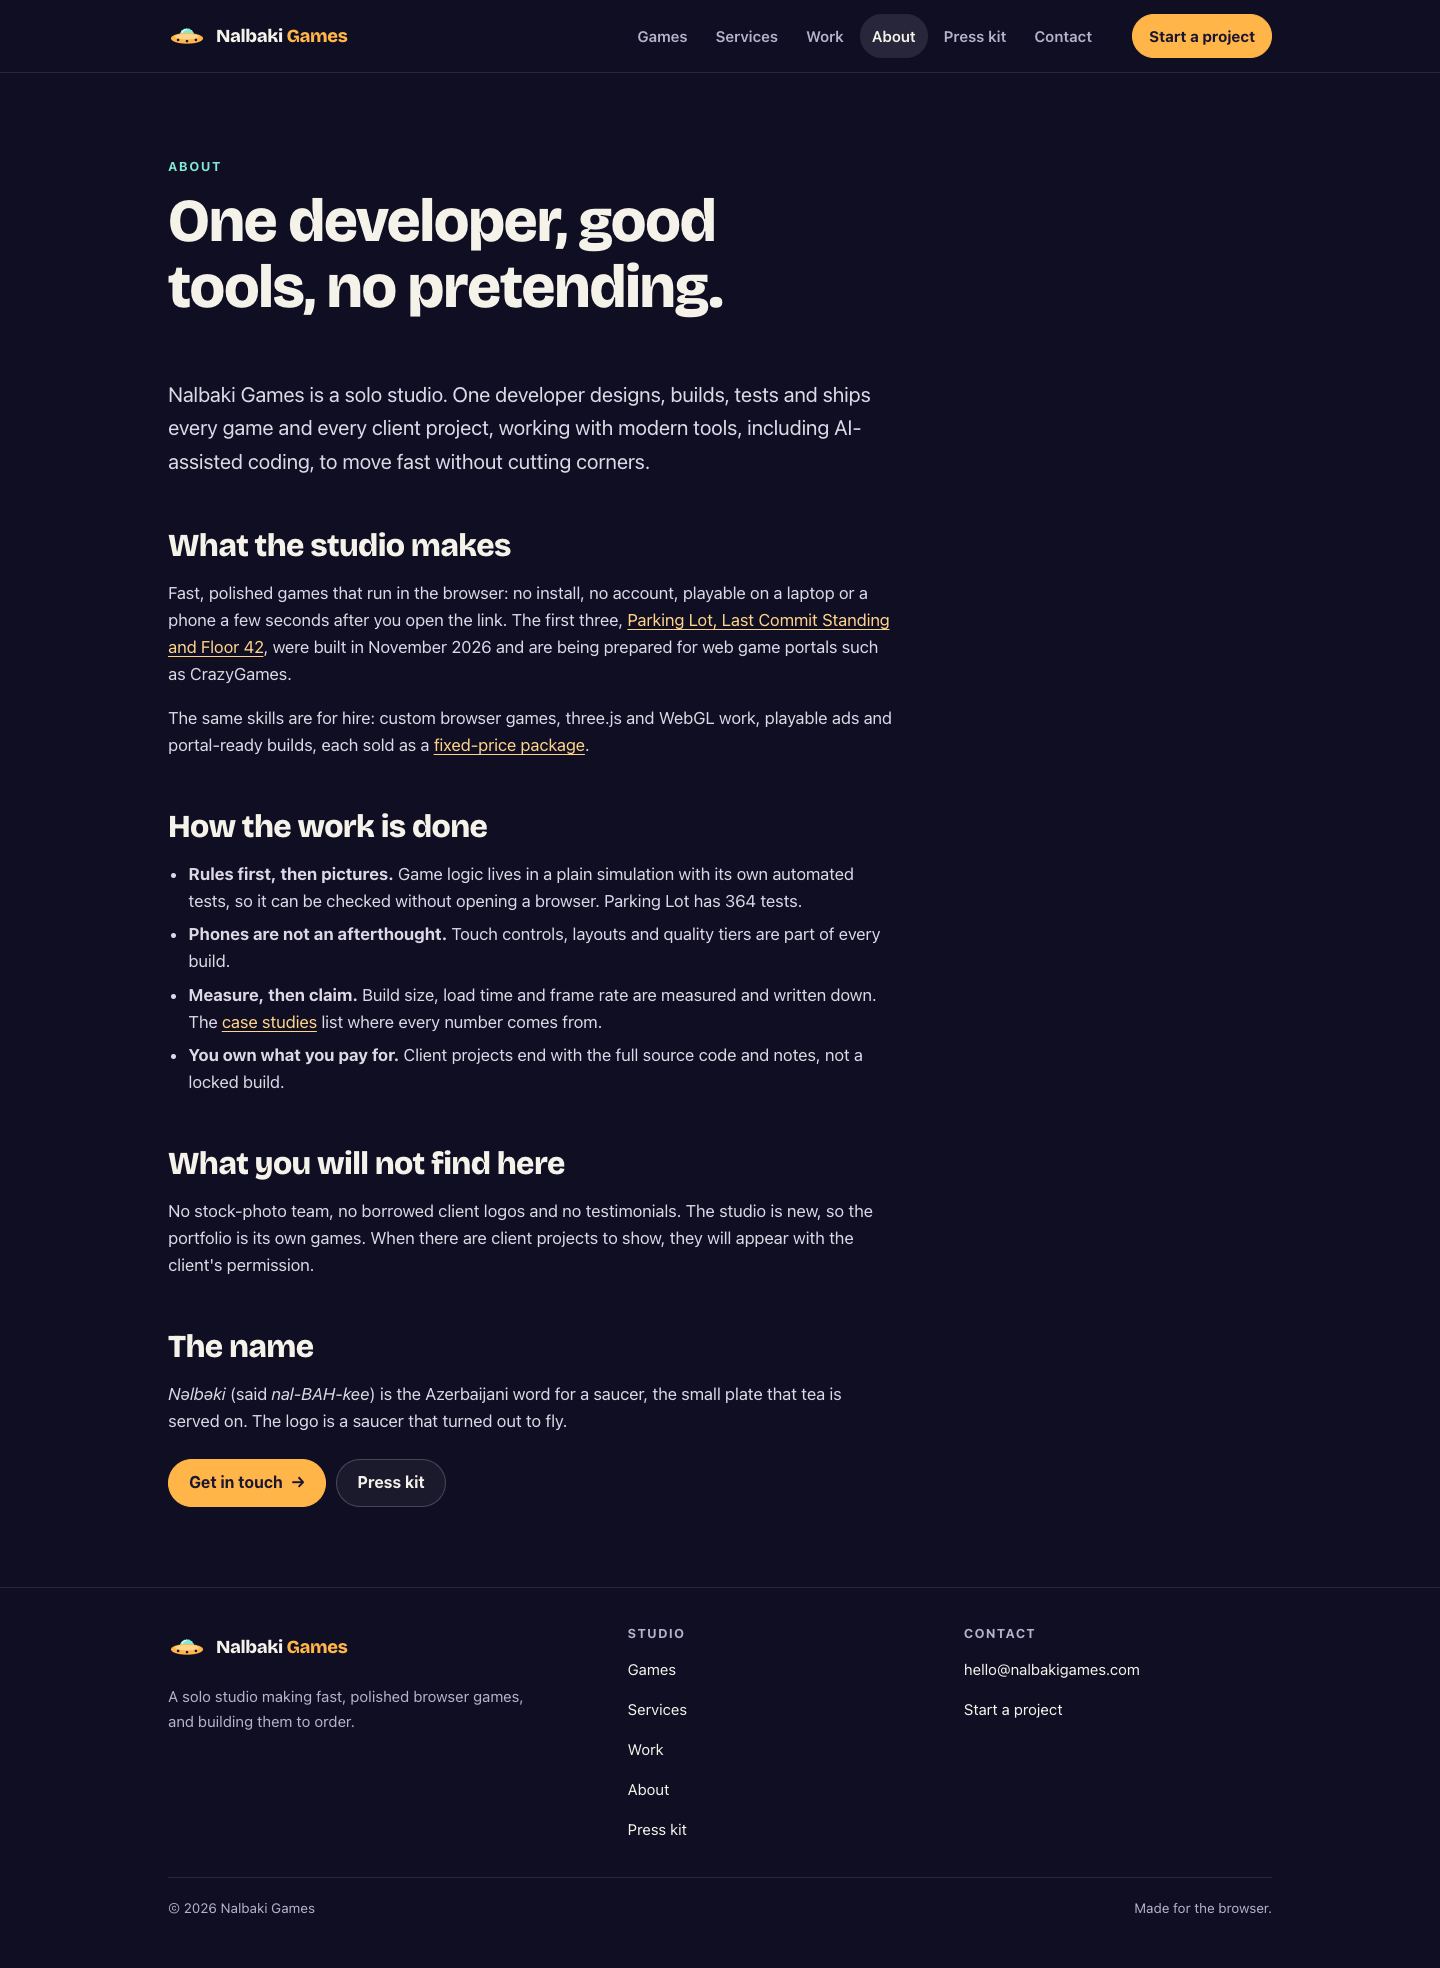 Nalbaki Games
Games Services Work About Press kit Contact Start a project
ABOUT
One developer, good
tools, no pretending.
Nalbaki Games is a solo studio. One developer designs, builds, tests and ships
every game and every client project, working with modern tools, including AI-
assisted coding, to move fast without cutting corners.
What the studio makes
Fast, polished games that run in the browser: no install, no account, playable on a laptop or a
phone a few seconds after you open the link. The first three, Parking Lot, Last Commit Standing
and Floor 42, were built in November 2026 and are being prepared for web game portals such
as CrazyGames.
The same skills are for hire: custom browser games, three.js and WebGL work, playable ads and
portal-ready builds, each sold as a fixed-price package.
How the work is done
• Rules first, then pictures. Game logic lives in a plain simulation with its own automated
tests, so it can be checked without opening a browser. Parking Lot has 364 tests.
• Phones are not an afterthought. Touch controls, layouts and quality tiers are part of every
build.
• Measure, then claim. Build size, load time and frame rate are measured and written down.
The case studies list where every number comes from.
• You own what you pay for. Client projects end with the full source code and notes, not a
locked build.
What you will not find here
No stock-photo team, no borrowed client logos and no testimonials. The studio is new, so the
portfolio is its own games. When there are client projects to show, they will appear with the
client's permission.
The name
Nəlbəki (said nal-BAH-kee) is the Azerbaijani word for a saucer, the small plate that tea is
served on. The logo is a saucer that turned out to fly.
Get in touch →
Press kit
Nalbaki Games
A solo studio making fast, polished browser games,
and building them to order.
STUDIO
Games
Services
Work
About
Press kit
CONTACT
hello@nalbakigames.com
Start a project
© 2026 Nalbaki Games
Made for the browser.